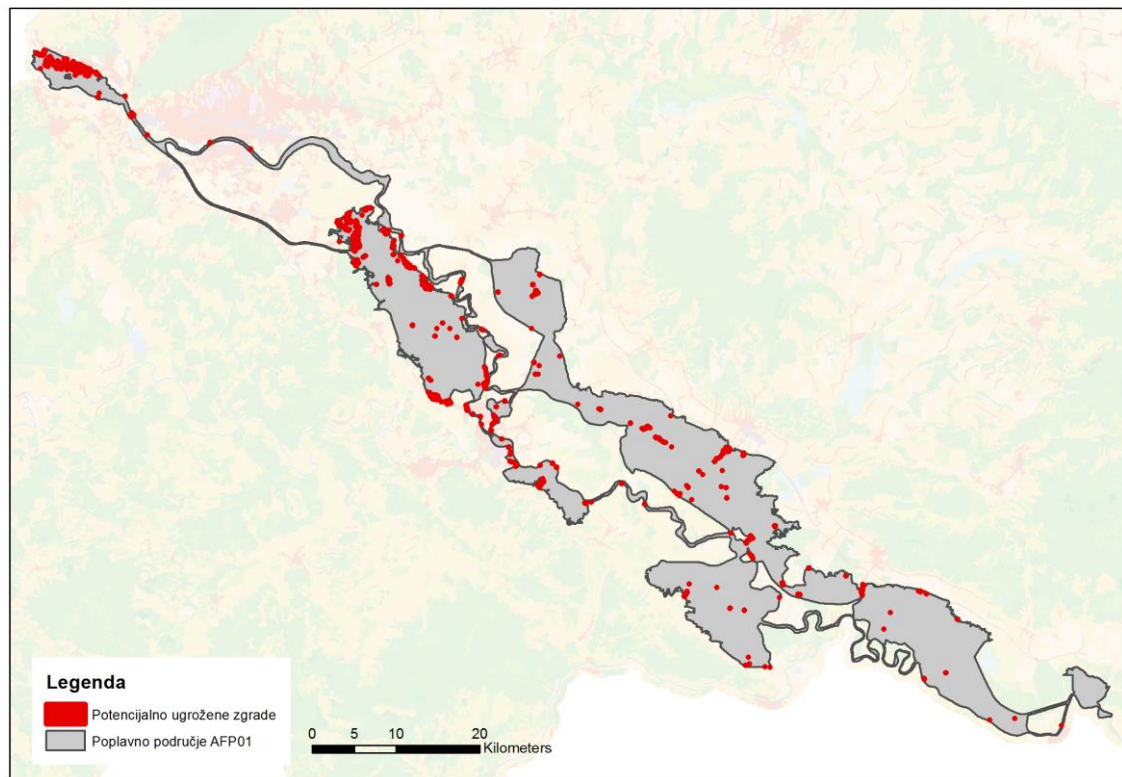 Legenda
Potencijalno ugrožene zgrade
Poplavno područje AFP01
0 5 10 20
Kilometers